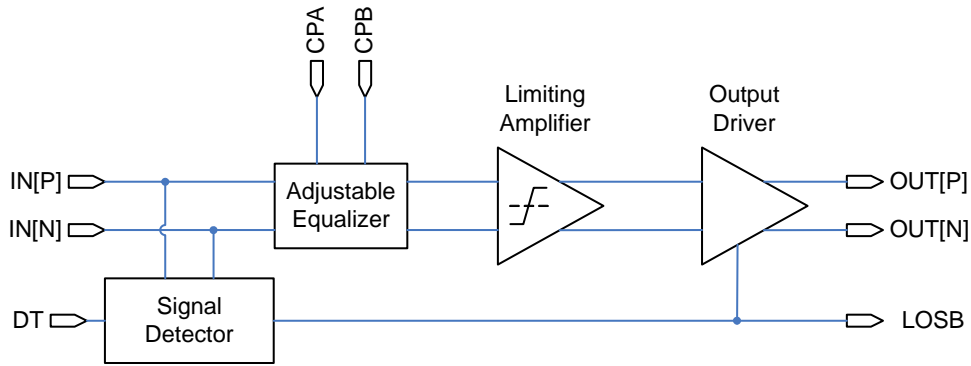 CPA
CPB
Limiting
Amplifier
Output
Driver
IN[P]
Adjustable
Equalizer
OUT[P]
IN[N]
OUT[N]
DT
Signal
Detector
LOSB